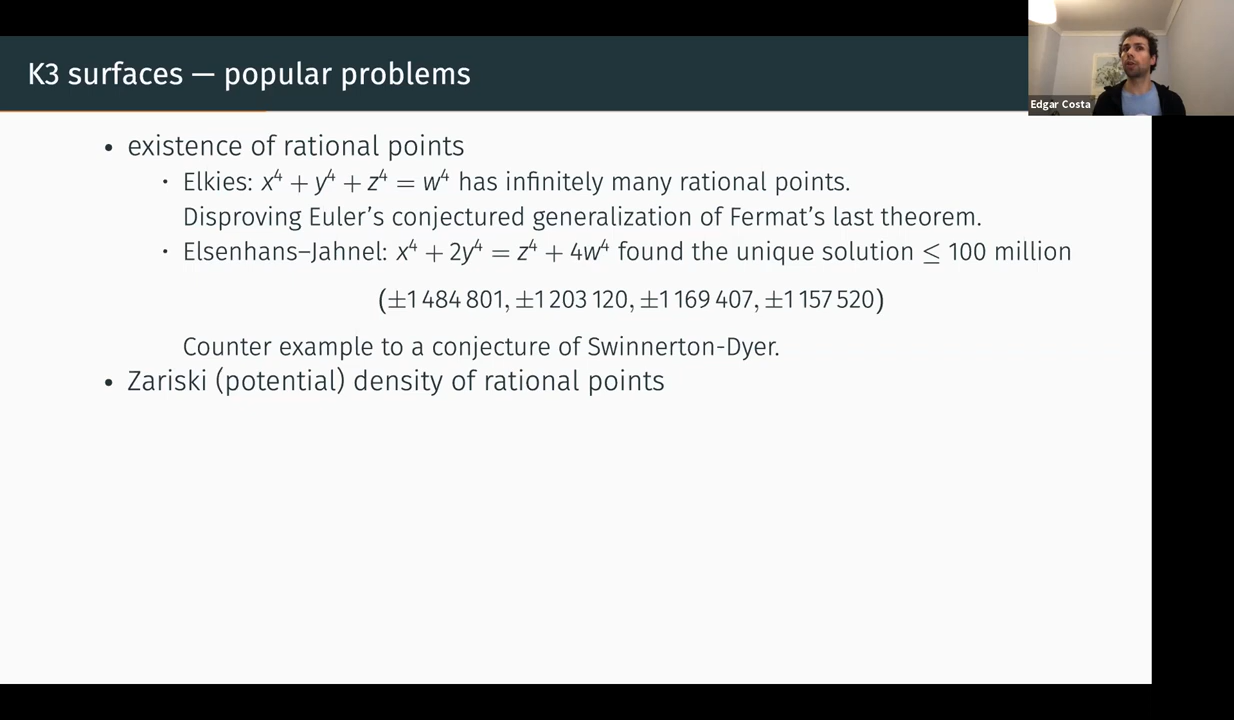 K3 surfaces — popular problems
Edgar Costa
• existence of rational points
• Elkies: x⁴ + y⁴ + z⁴ = w⁴ has infinitely many rational points.
Disproving Euler’s conjectured generalization of Fermat’s last theorem.
• Elsenhans–Jahnel: x⁴ + 2y⁴ = z⁴ + 4w⁴ found the unique solution ≤ 100 million
(±1 484 801, ±1 203 120, ±1 169 407, ±1 157 520)
Counter example to a conjecture of Swinnerton-Dyer.
• Zariski (potential) density of rational points